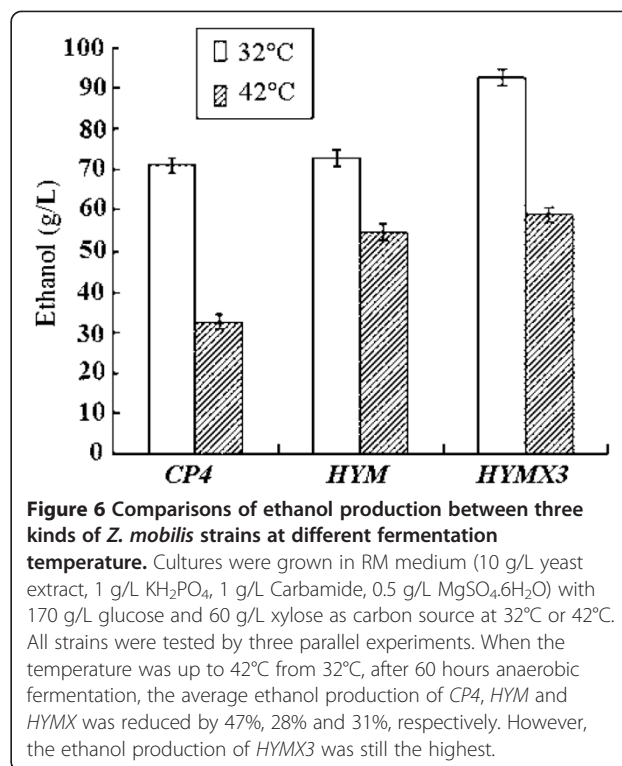 100
90
80
70
60
50
40
30
20
10
0
Ethanol (g/L)
32°C
42°C
CP4 HYM HYMX3
Figure 6 Comparisons of ethanol production between three
kinds of Z. mobilis strains at different fermentation
temperature. Cultures were grown in RM medium (10 g/L yeast
extract, 1 g/L KH₂PO₄, 1 g/L Carbamide, 0.5 g/L MgSO₄.6H₂O) with
170 g/L glucose and 60 g/L xylose as carbon source at 32°C or 42°C.
All strains were tested by three parallel experiments. When the
temperature was up to 42°C from 32°C, after 60 hours anaerobic
fermentation, the average ethanol production of CP4, HYM and
HYMX was reduced by 47%, 28% and 31%, respectively. However,
the ethanol production of HYMX3 was still the highest.